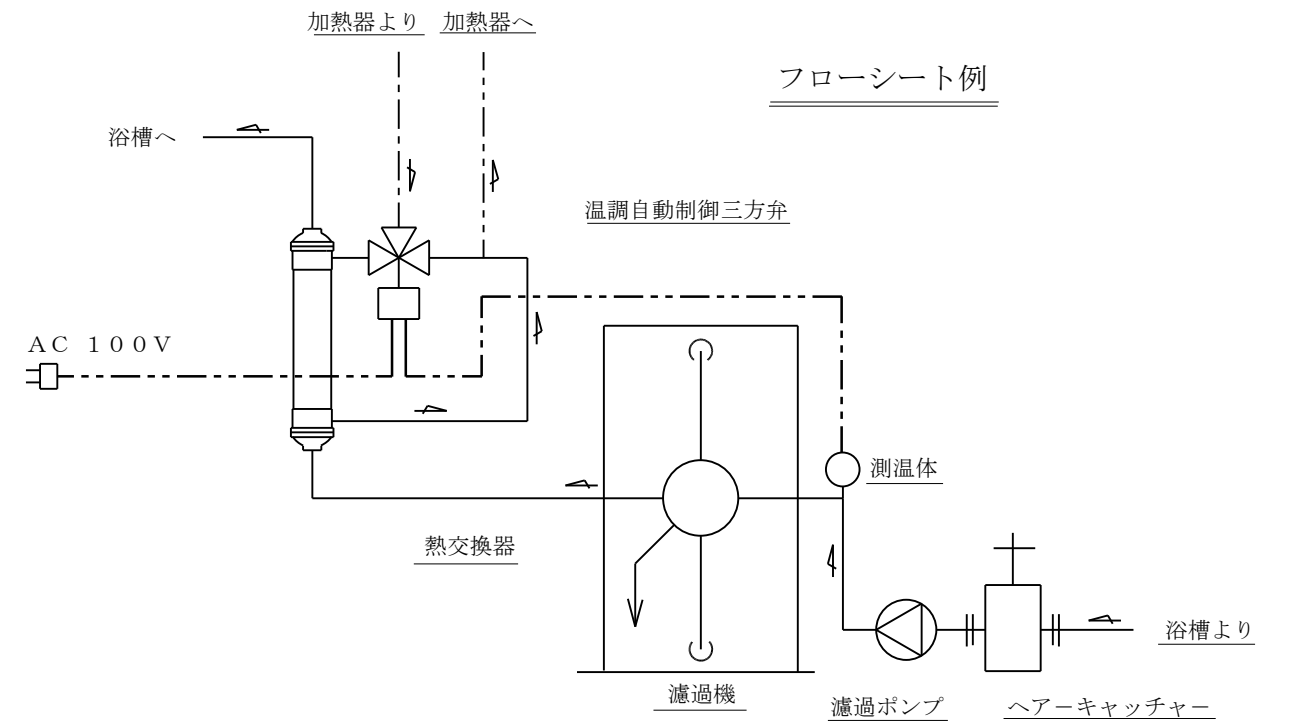 加熱器より 加熱器へ
フローシート例
浴槽へ
温調自動制御三方弁
ＡＣ １００Ｖ
測温体
熱交換器
浴槽より
濾過機
濾過ポンプ
ヘアーキャッチャー